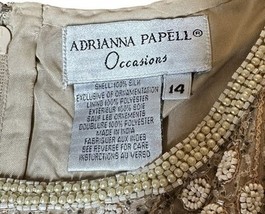 ADRIANNA PAPELL®
Occasions
14
SHELL: 100% SILK
EXCLUSIVE OF ORNAMENTATION
LINING 100% POLYESTER
EXTERIEUR 100% SOIE
SAUF LES ORNEMENTS
DOUBLURE 100% POLYESTER
MADE IN INDIA
FABRIQUER AUX INDES
SEE REVERSE FOR CARE
INSTURCTIONS AU VERSO